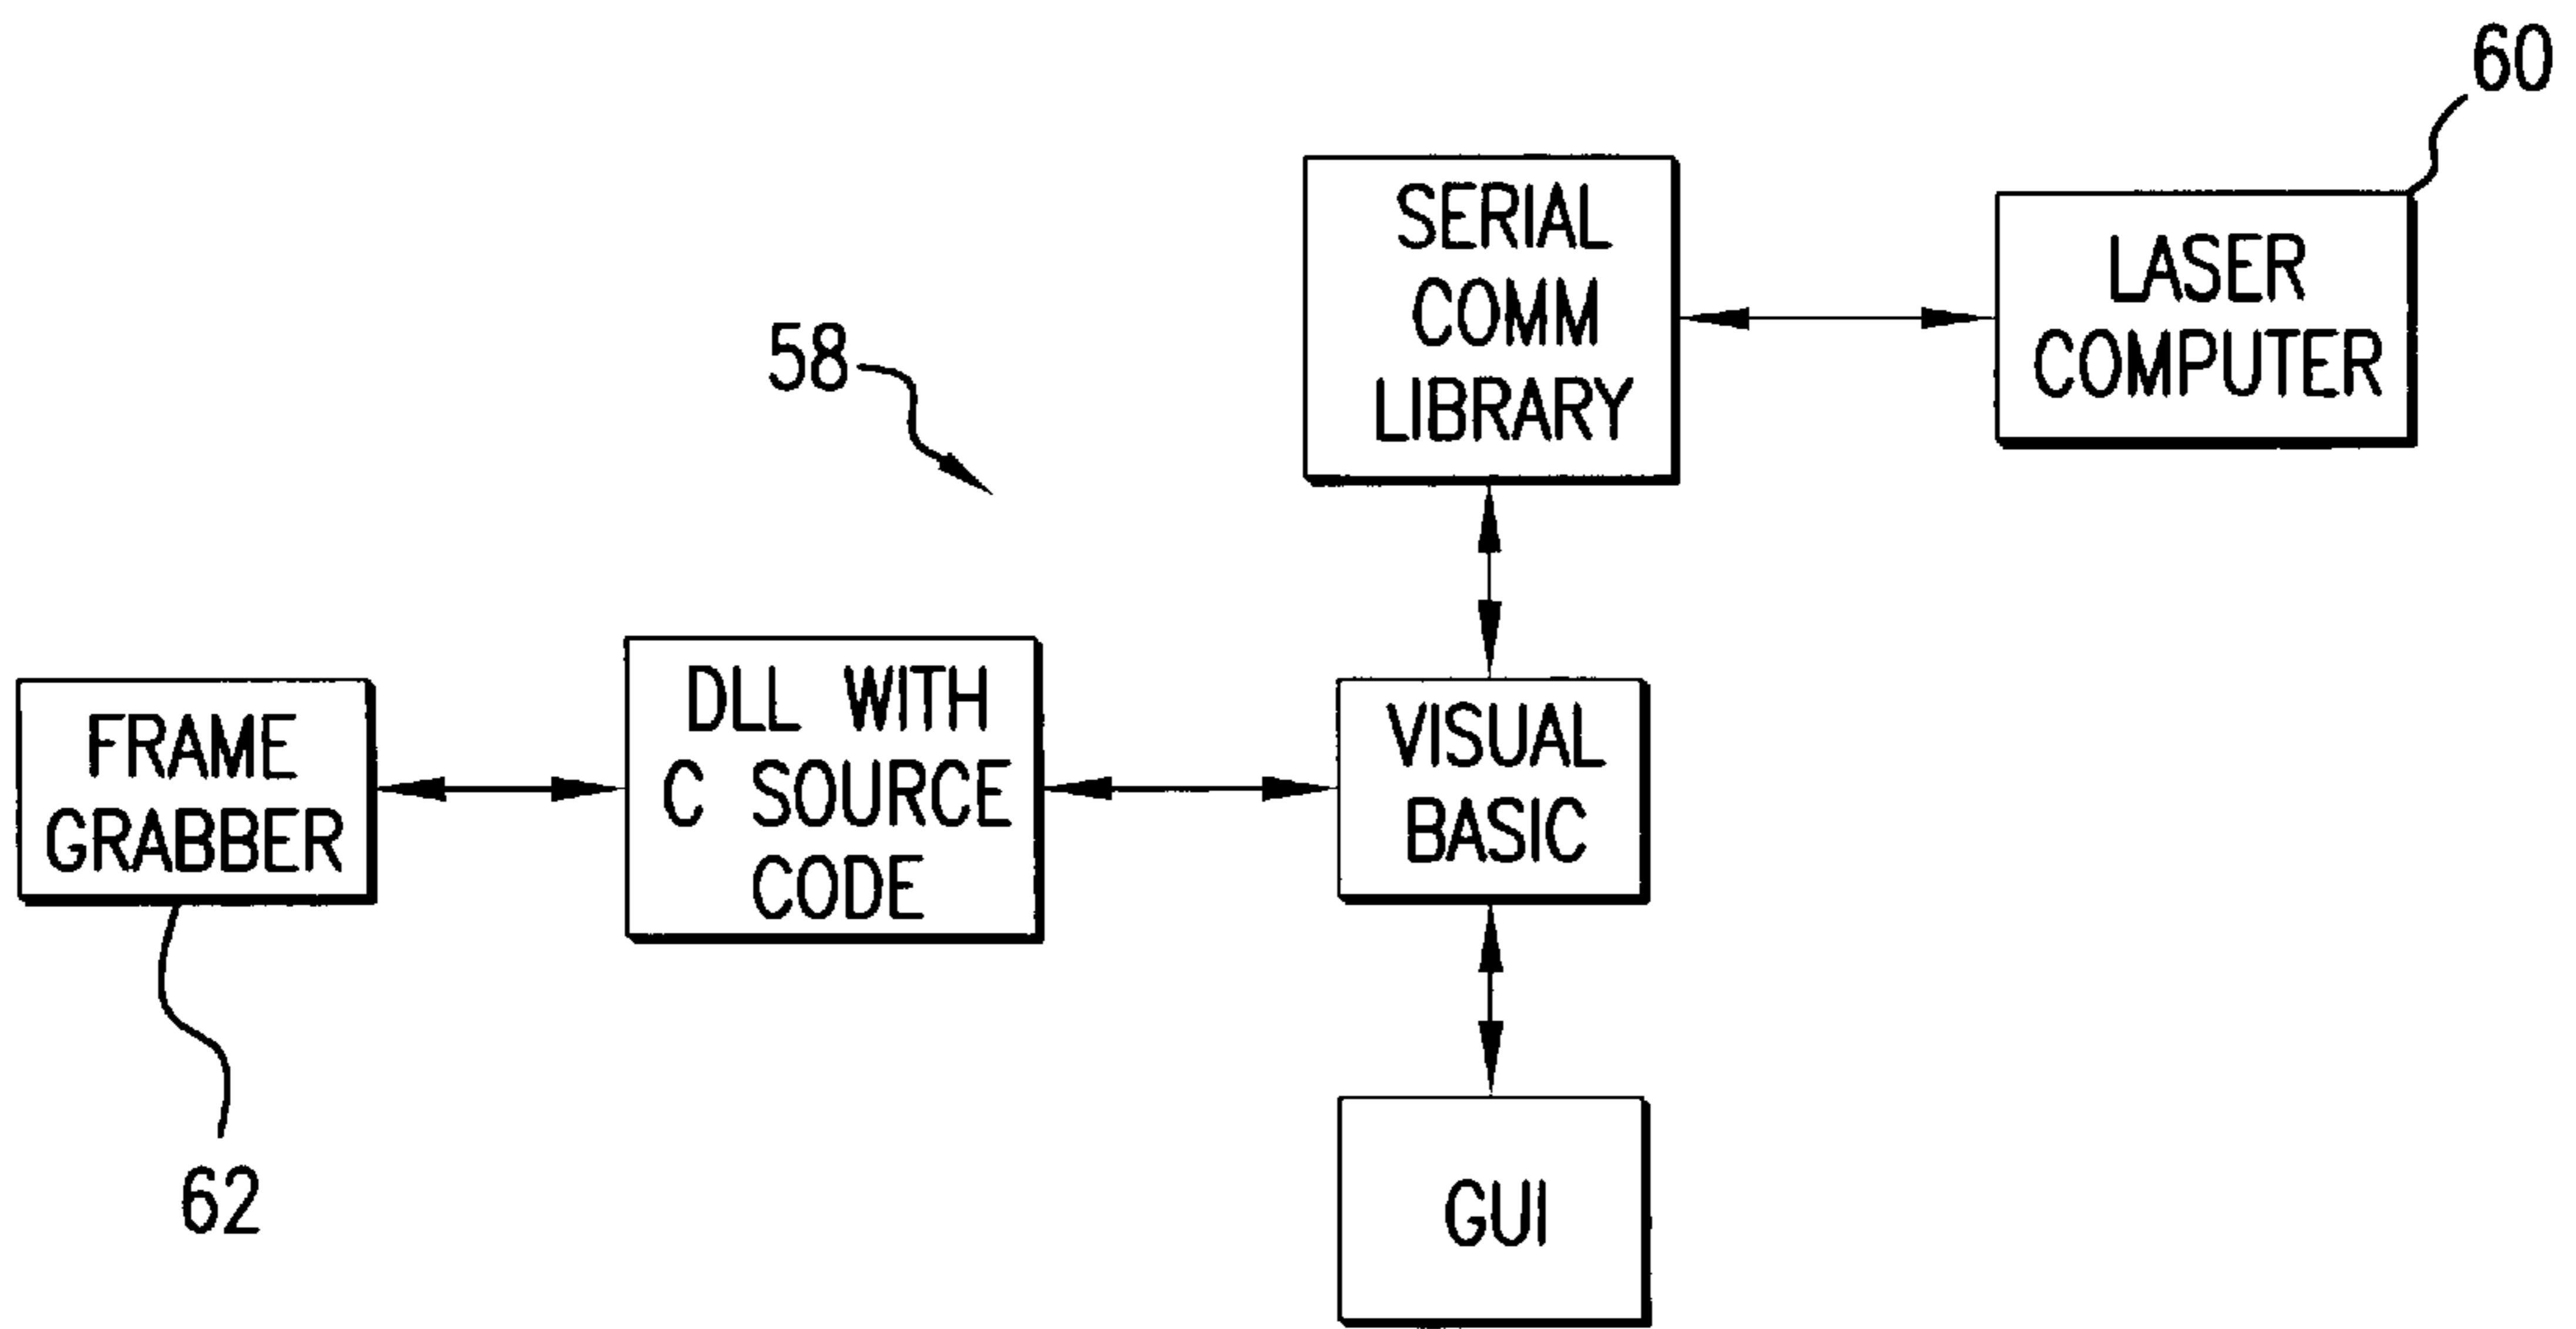 60
SERIAL
COMM
LIBRARY
LASER
COMPUTER
58
FRAME
GRABBER
DLL WITH
C SOURCE
CODE
VISUAL
BASIC
62
GUI